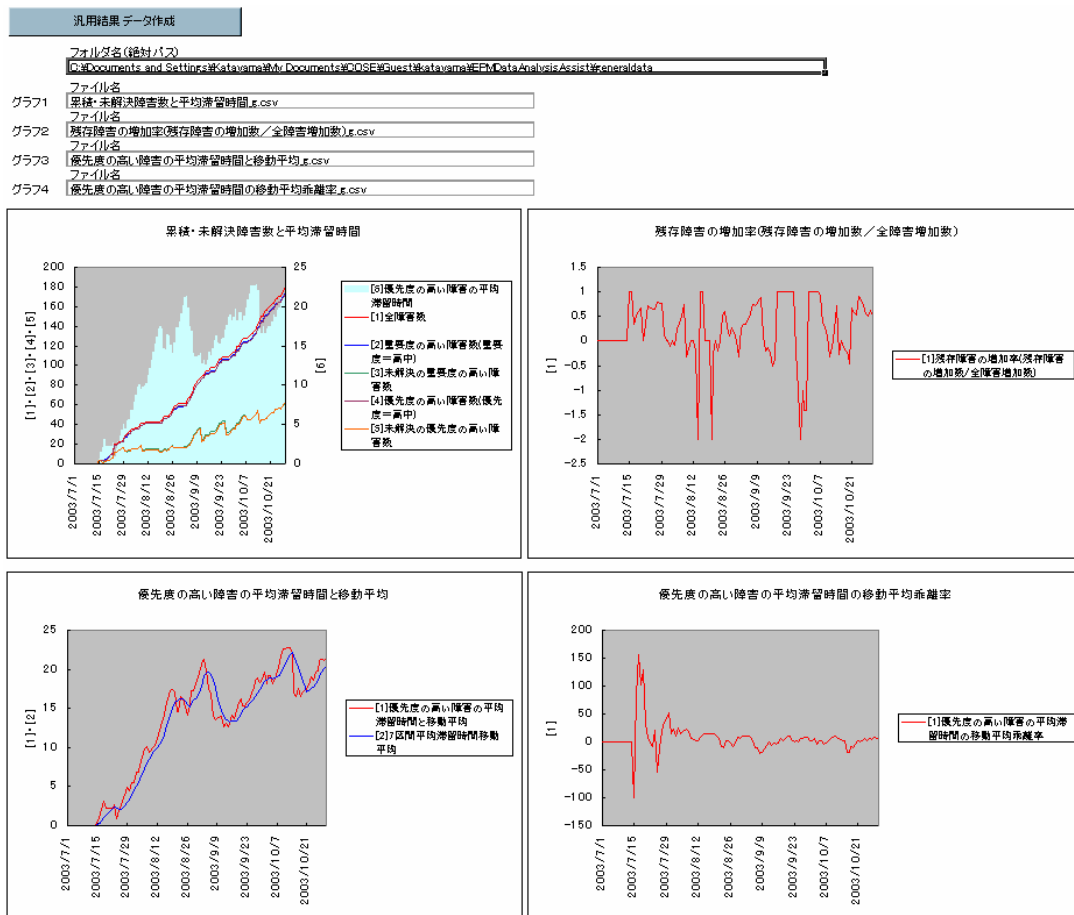 汎用結果 データ作成
フォルダ名(絶対パス)
C:¥Documents and Settings¥Katayama¥My Documents¥COSE¥Guest¥katayama¥EPMDataAnalysisAssist¥generaldata
ファイル名
グラフ1 累積・未解決障害数と平均滞留時間_g.csv
ファイル名
グラフ2 残存障害の増加率(残存障害の増加数／全障害増加数)_g.csv
ファイル名
グラフ3 優先度の高い障害の平均滞留時間と移動平均_g.csv
ファイル名
グラフ4 優先度の高い障害の平均滞留時間の移動平均乖離率_g.csv
累積・未解決障害数と平均滞留時間
200
180
160
140
120
100
80
60
40
20
0
[1]・[2]・[3]・[4]・[5]
25
20
15
10
5
0
[6]
2003/7/1
2003/7/15
2003/7/29
2003/8/12
2003/8/26
2003/9/9
2003/9/23
2003/10/7
2003/10/21
[6]優先度の高い障害の平均
滞留時間
[1]全障害数
[2]重要度の高い障害数(重要
度=高中)
[3]未解決の重要度の高い障
害数
[4]優先度の高い障害数(優先
度=高中)
[5]未解決の優先度の高い障
害数
残存障害の増加率(残存障害の増加数／全障害増加数)
1.5
1
0.5
0
-0.5
-1
-1.5
-2
-2.5
[1]
2003/7/1
2003/7/15
2003/7/29
2003/8/12
2003/8/26
2003/9/9
2003/9/23
2003/10/7
2003/10/21
[1]残存障害の増加率(残存障害
の増加数/全障害増加数)
優先度の高い障害の平均滞留時間と移動平均
25
20
15
10
5
0
[1]・[2]
2003/7/1
2003/7/15
2003/7/29
2003/8/12
2003/8/26
2003/9/9
2003/9/23
2003/10/7
2003/10/21
[1]優先度の高い障害の平均
滞留時間と移動平均
[2]7区間平均滞留時間移動
平均
優先度の高い障害の平均滞留時間の移動平均乖離率
200
150
100
50
0
-50
-100
-150
[1]
2003/7/1
2003/7/15
2003/7/29
2003/8/12
2003/8/26
2003/9/9
2003/9/23
2003/10/7
2003/10/21
[1]優先度の高い障害の平均滞
留時間の移動平均乖離率